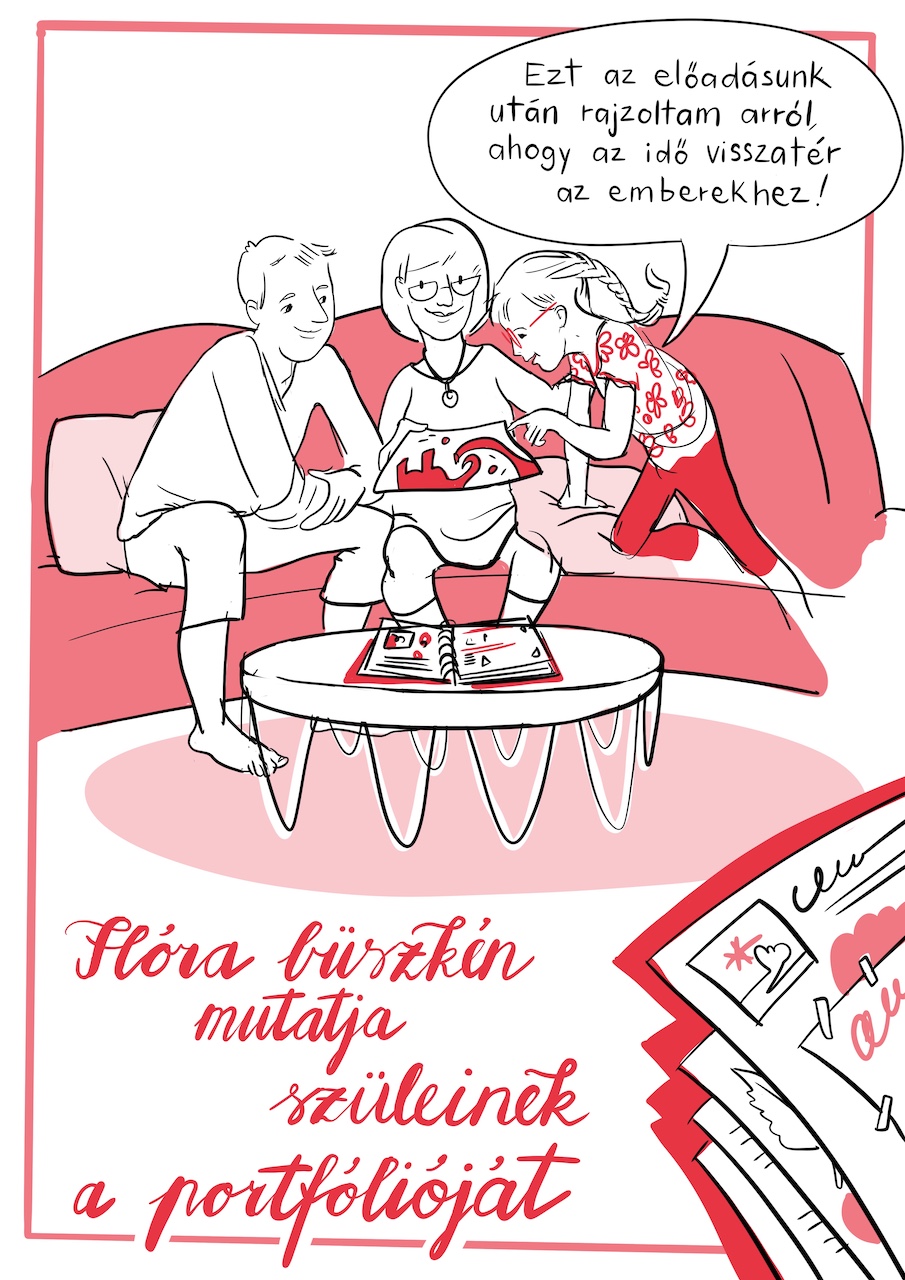 Ezt az előadásunk
után rajzoltam arról,
ahogy az idő visszatér
az emberekhez!
Flóra büszkén
mutatja
szüleinek
a portfólióját